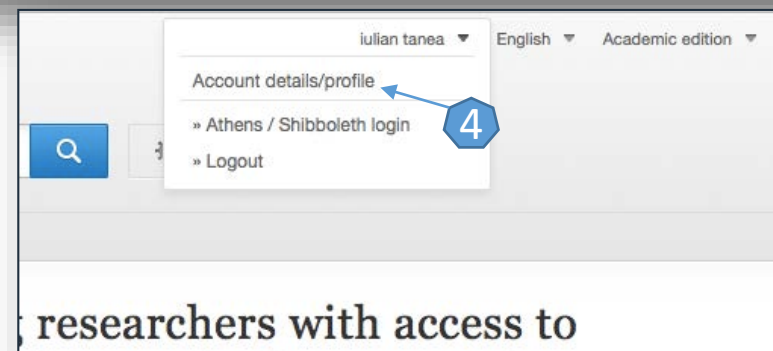 iulian tanea ▼ English ▼ Academic edition ▼
Account details/profile
» Athens / Shibboleth login
4
» Logout
researchers with access to